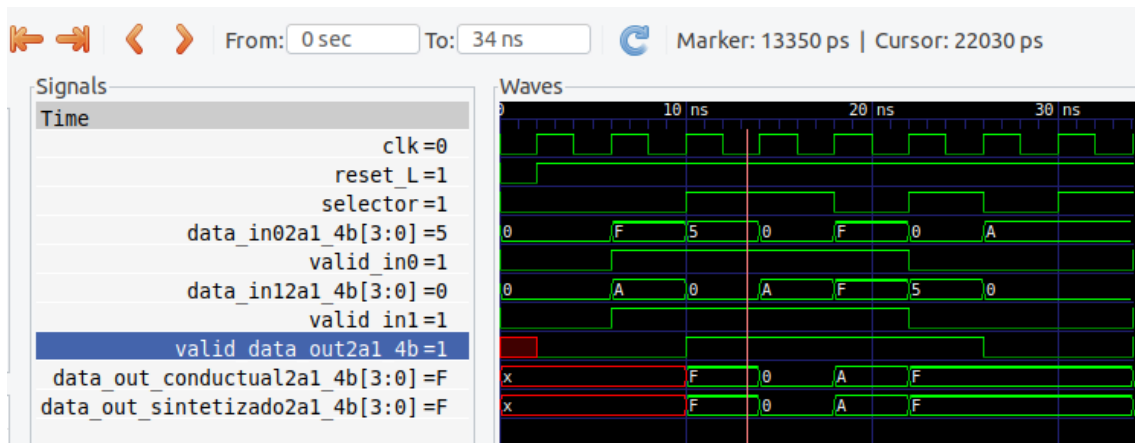 From: 0 sec To: 34 ns Marker: 13350 ps | Cursor: 22030 ps
Signals
Waves
Time
0 10 ns 20 ns 30 ns
clk=0
reset_L=1
selector=1
data_in02a1_4b[3:0]=5 0 F 5 0 F 0 A
valid_in0=1
data_in12a1_4b[3:0]=0 0 A 0 A F 5 0
valid_in1=1
valid_data_out2a1_4b=1
data_out_conductual2a1_4b[3:0]=F x F 0 A F
data_out_sintetizado2a1_4b[3:0]=F x F 0 A F